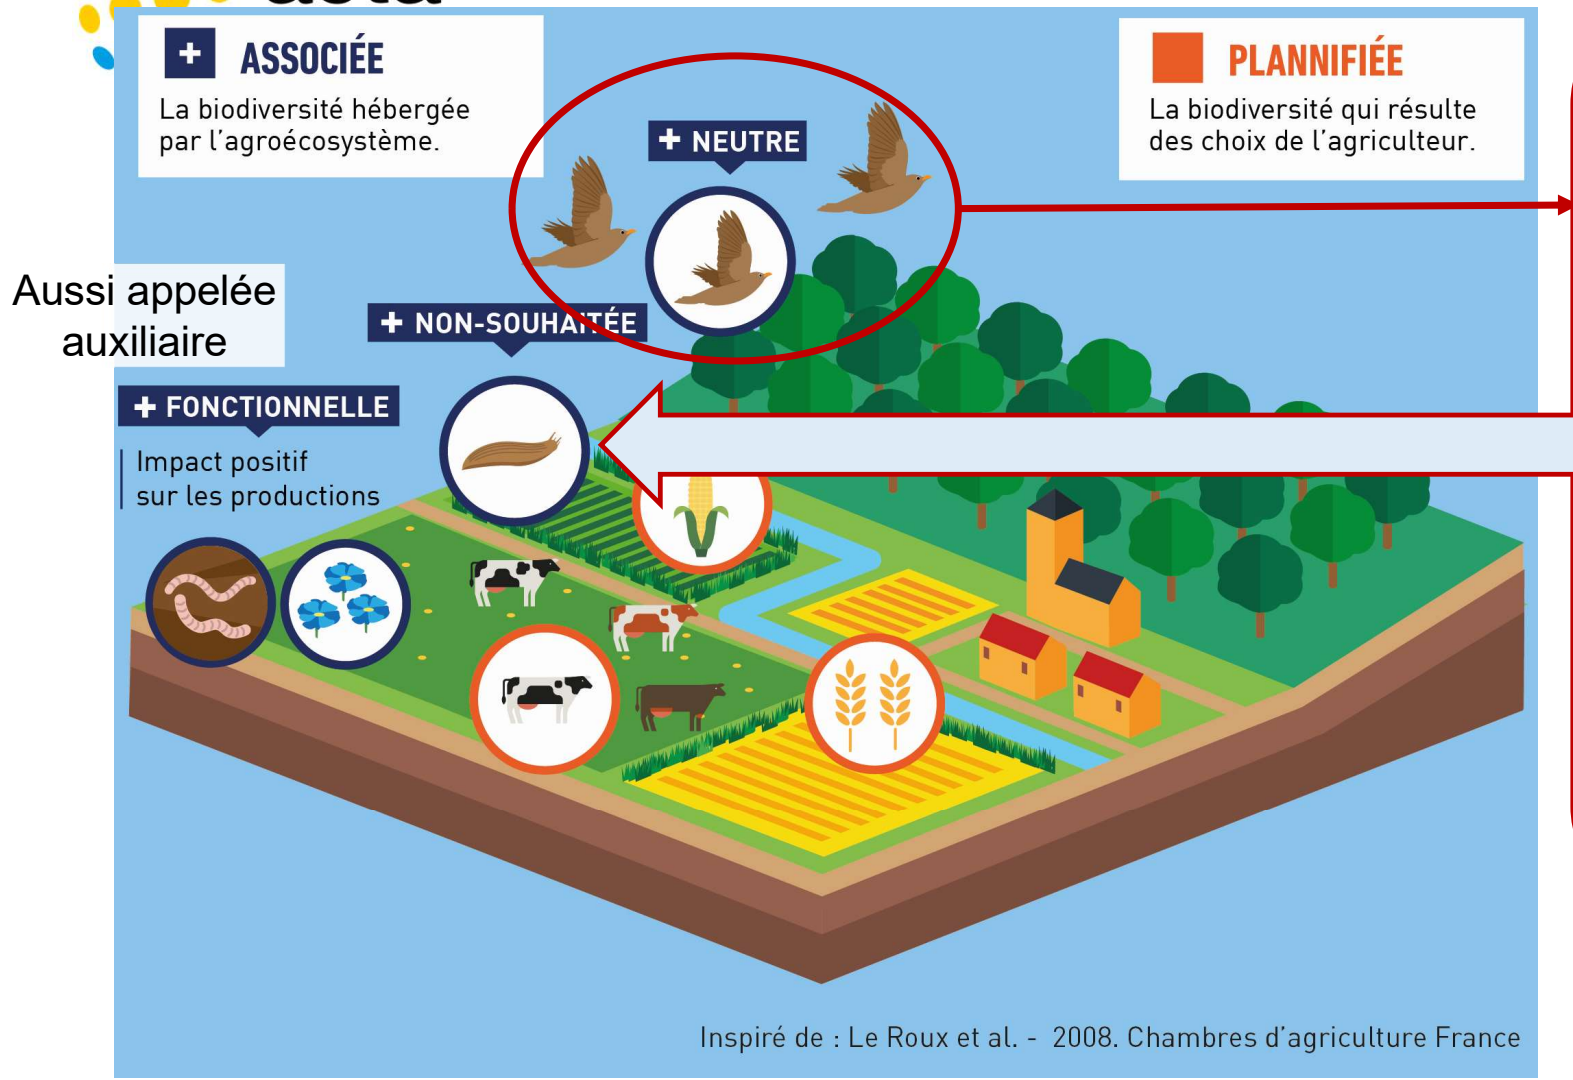 acta
+ ASSOCIÉE
La biodiversité hébergée
par l'agroécosystème.
PLANNIFIÉE
La biodiversité qui résulte
des choix de l'agriculteur.
+ NEUTRE
Aussi appelée
auxiliaire
+ NON-SOUHAITÉE
+ FONCTIONNELLE
Impact positif
sur les productions
Inspiré de : Le Roux et al. - 2008. Chambres d'agriculture France